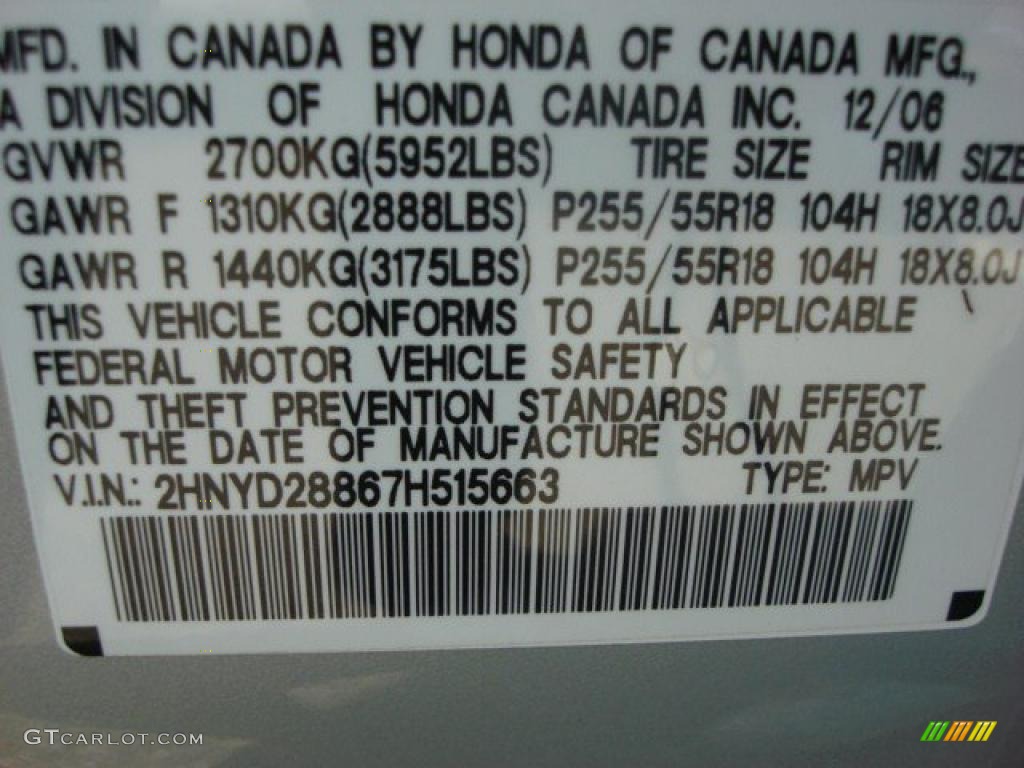 MFD. IN CANADA BY HONDA OF CANADA MFG.,
A DIVISION OF HONDA CANADA INC. 12/06
GVWR 2700KG(5952LBS) TIRE SIZE RIM SIZE
GAWR F 1310KG(2888LBS) P255/55R18 104H 18X8.0J
GAWR R 1440KG(3175LBS) P255/55R18 104H 18X8.0J
THIS VEHICLE CONFORMS TO ALL APPLICABLE
FEDERAL MOTOR VEHICLE SAFETY
AND THEFT PREVENTION STANDARDS IN EFFECT
ON THE DATE OF MANUFACTURE SHOWN ABOVE.
V.I.N.: 2HNYD28867H515663 TYPE: MPV
GTCARLOT.COM